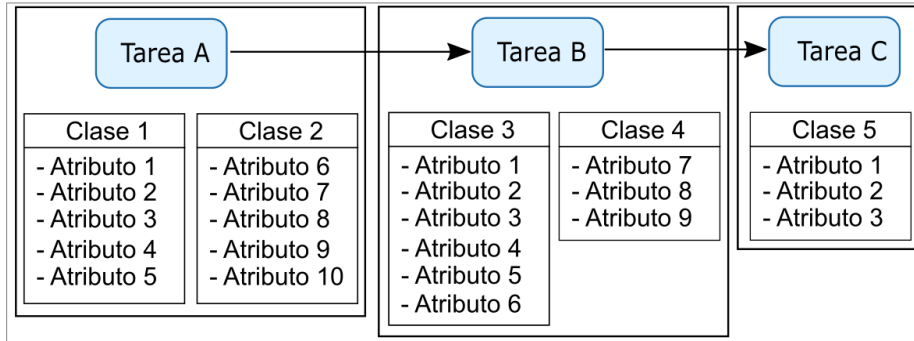 Tarea A
Tarea B
Tarea C
Clase 1
- Atributo 1
- Atributo 2
- Atributo 3
- Atributo 4
- Atributo 5
Clase 2
- Atributo 6
- Atributo 7
- Atributo 8
- Atributo 9
- Atributo 10
Clase 3
- Atributo 1
- Atributo 2
- Atributo 3
- Atributo 4
- Atributo 5
- Atributo 6
Clase 4
- Atributo 7
- Atributo 8
- Atributo 9
Clase 5
- Atributo 1
- Atributo 2
- Atributo 3